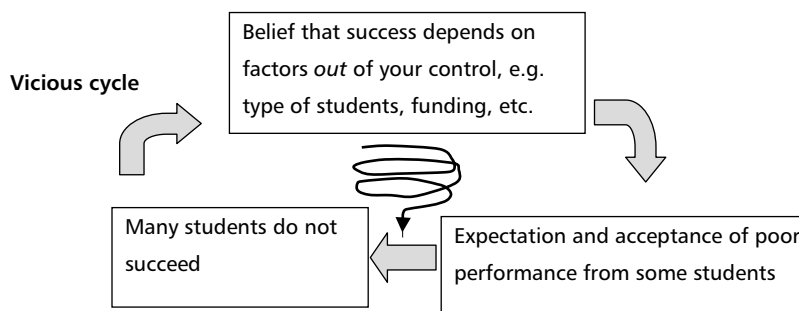 Vicious cycle
Belief that success depends on
factors out of your control, e.g.
type of students, funding, etc.
Many students do not
succeed
Expectation and acceptance of poor
performance from some students